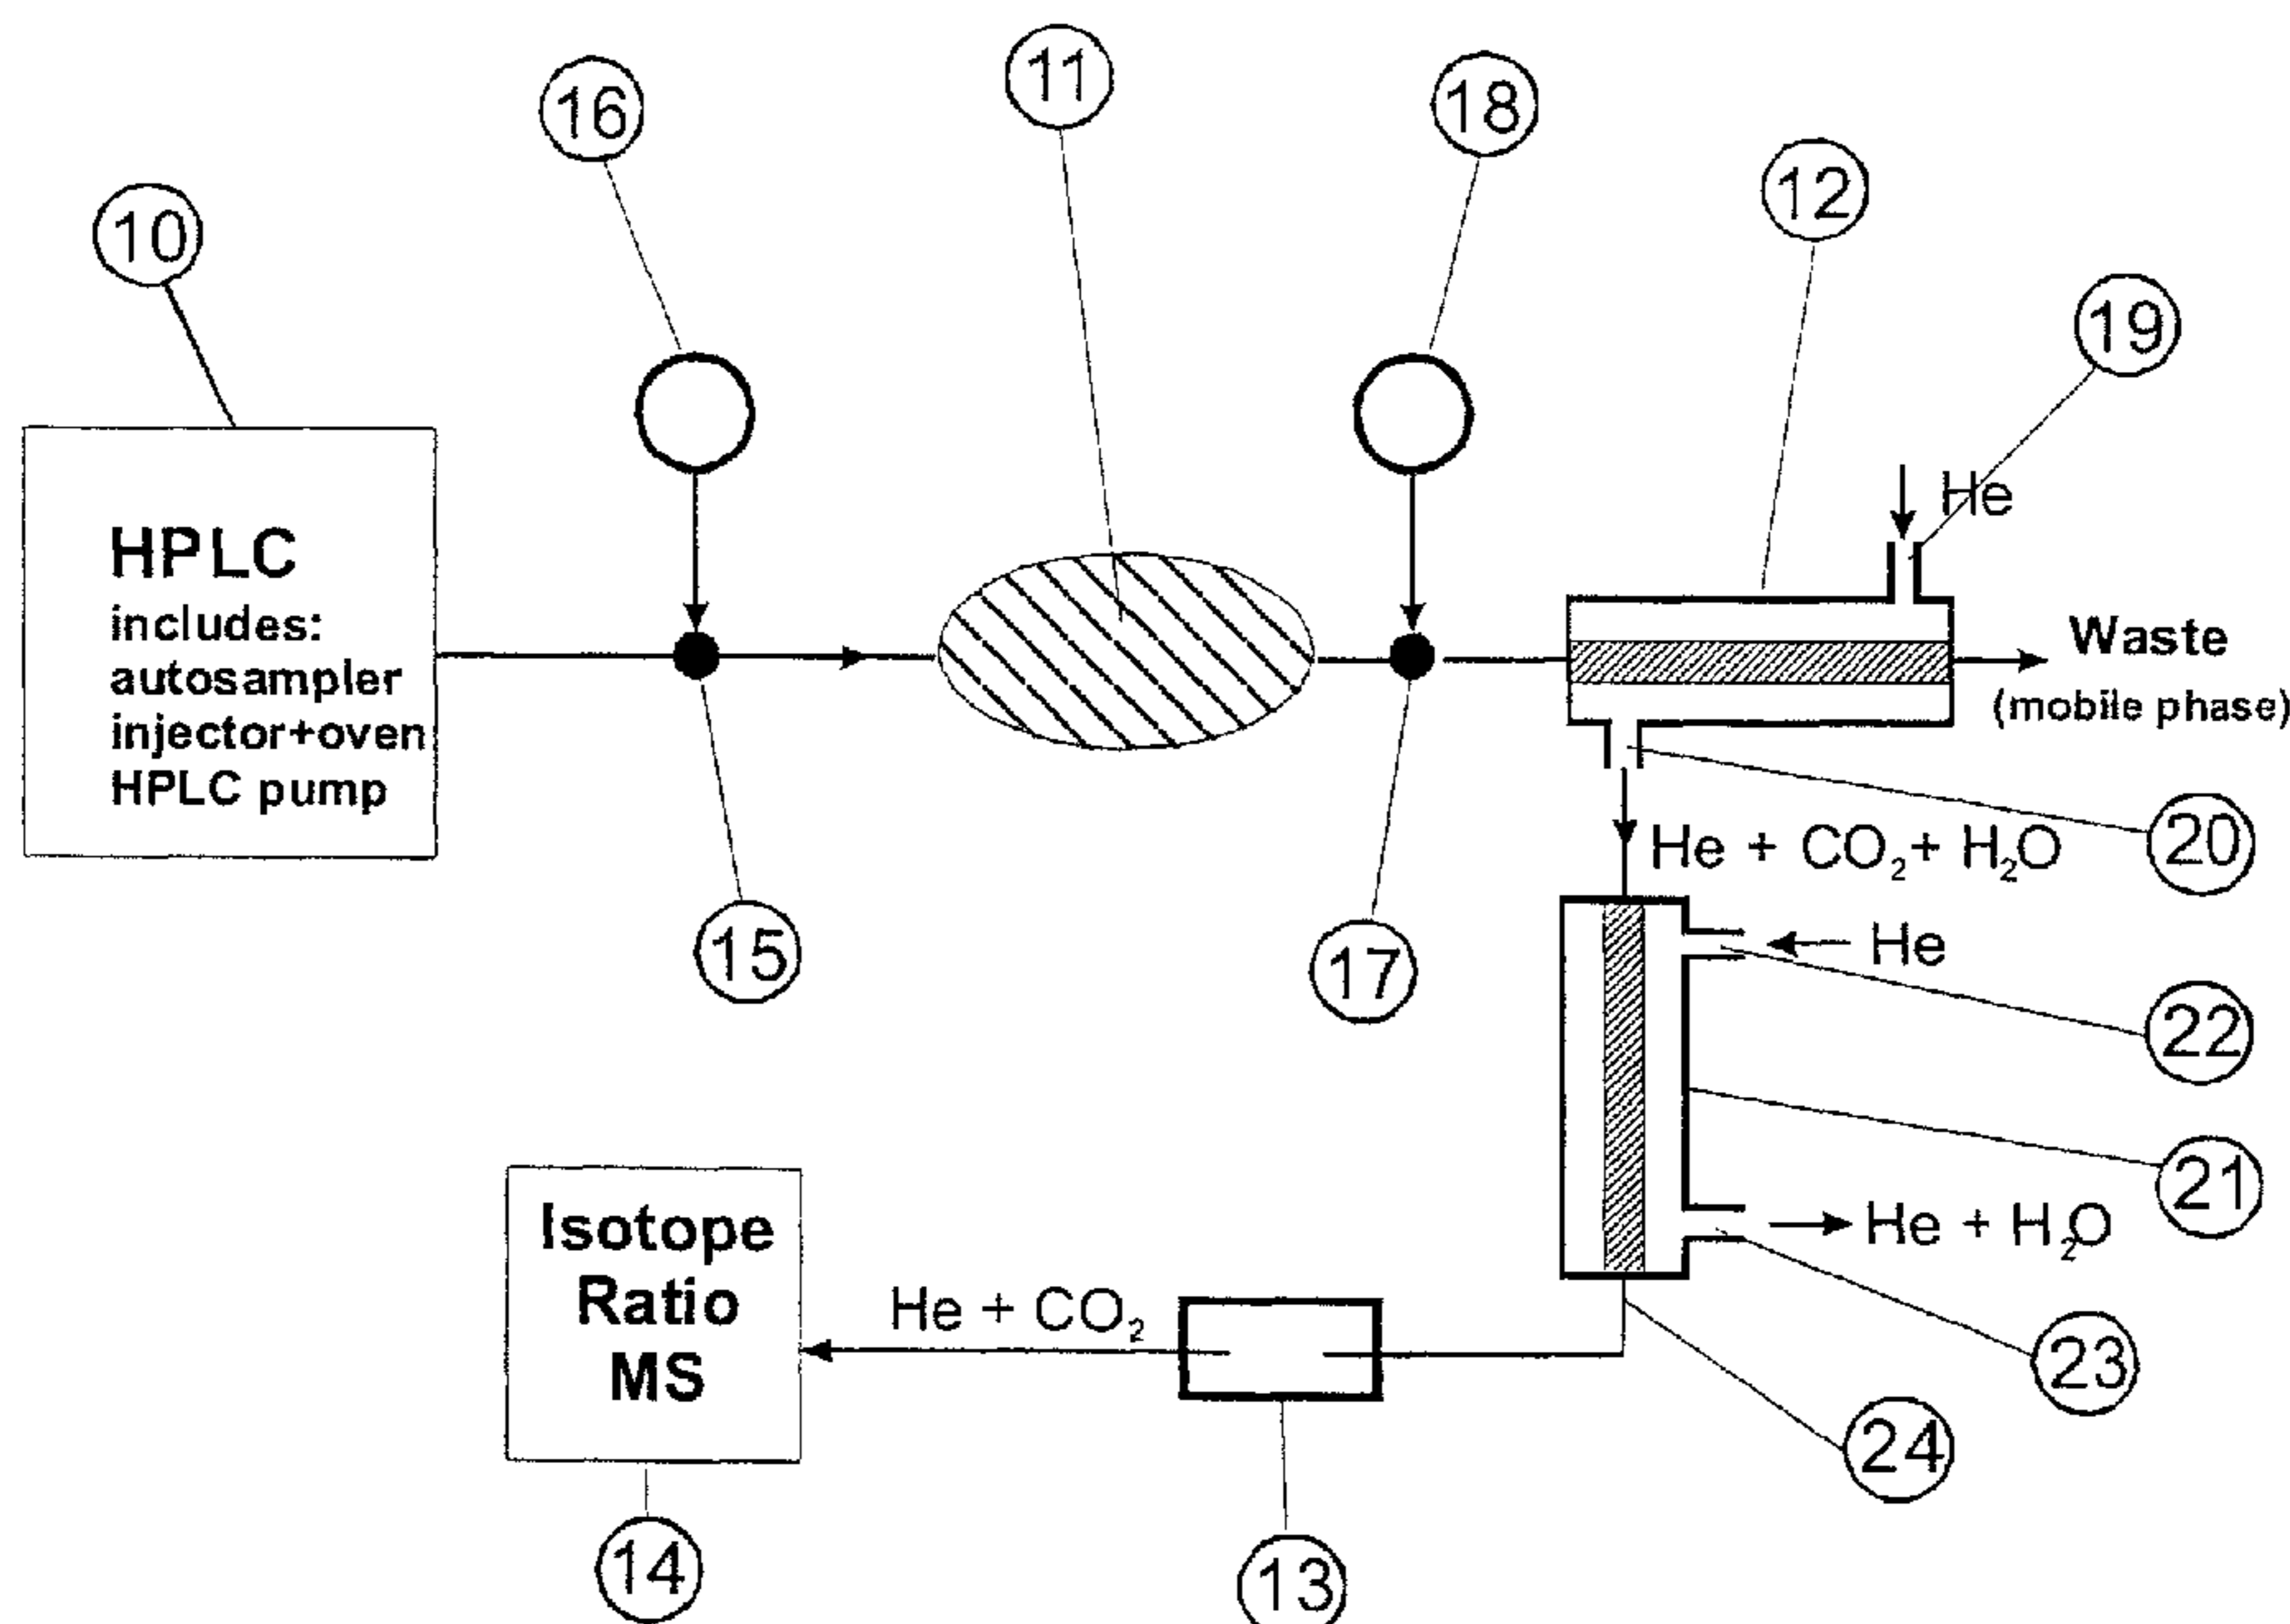 16
11
18
12
10
19
HPLC
includes:
autosampler
injector+oven
HPLC pump
He
Waste
(mobile phase)
He + CO₂+ H₂O
20
15
17
He
22
21
He + H₂O
23
24
Isotope
Ratio
MS
He + CO₂
14
13